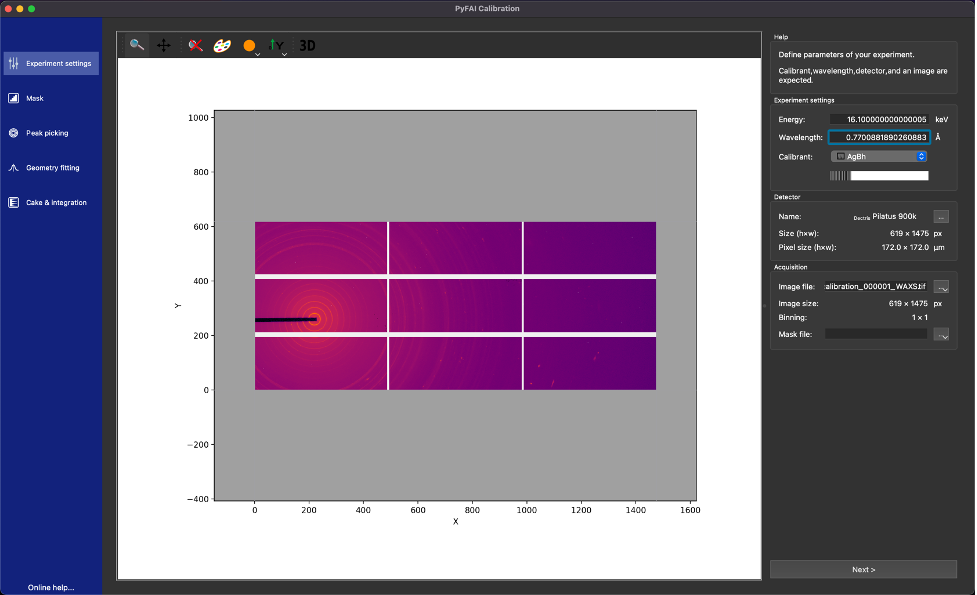 PyFAI Calibration
Experiment settings
Mask
Peak picking
Geometry fitting
Cake & integration
Online help...
Y
3D
1000
800
600
400
200
0
−200
−400
Y
0 200 400 600 800 1000 1200 1400 1600
X
Help
Define parameters of your experiment.
Calibrant,wavelength,detector,and an image are
expected.
Experiment settings
Energy: 16.100000000000005 keV
Wavelength: 0.7700881890260883 Å
Calibrant: AgBh
Detector
Name: Dectris Pilatus 900k ...
Size (h×w): 619 × 1475 px
Pixel size (h×w): 172.0 × 172.0 µm
Acquisition
Image file: :alibration_000001_WAXS.tif ...
Image size: 619 × 1475 px
Binning: 1 × 1
Mask file: ...
Next >